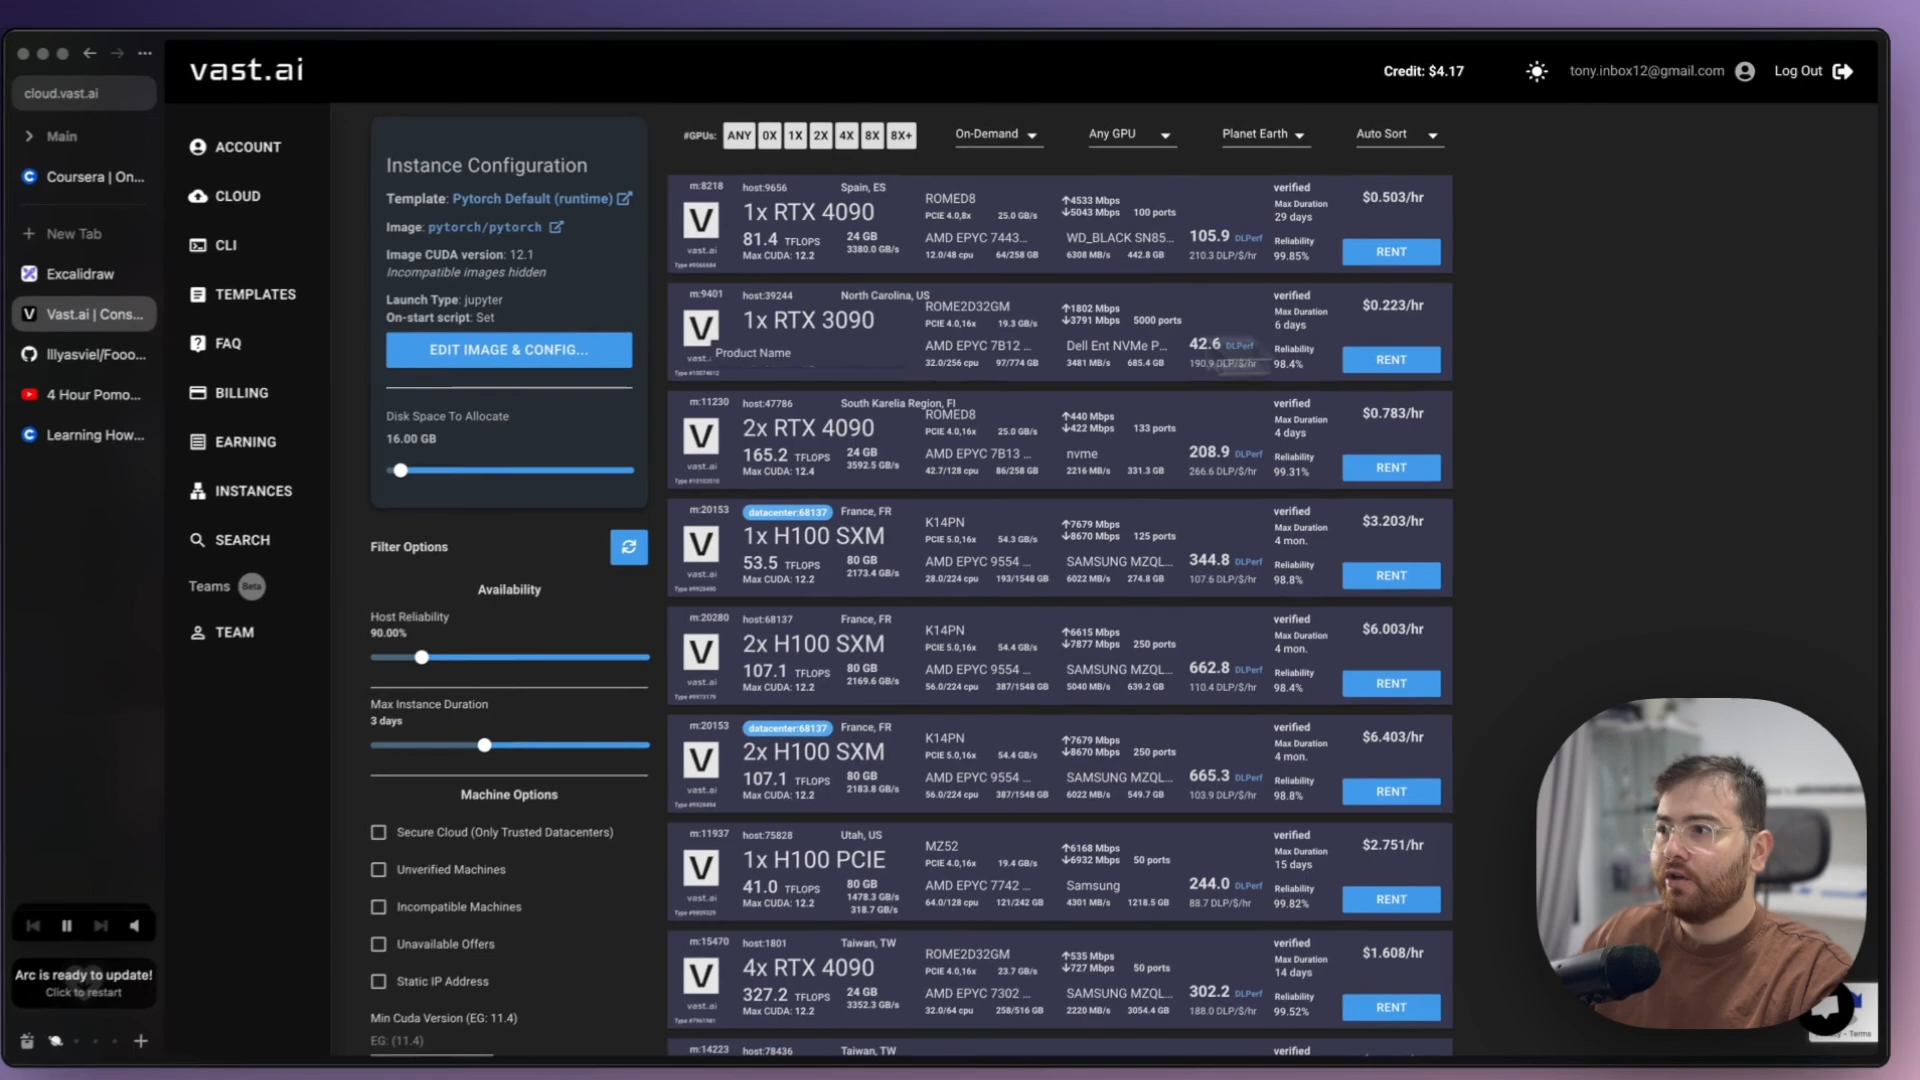 cloud.vast.ai
Main
Coursera | On...
New Tab
Excalidraw
Vast.ai | Cons...
lllyasviel/Fooo...
4 Hour Pomo...
Learning How...
Arc is ready to update!
Click to restart
vast.ai
Credit: $4.17
tony.inbox12@gmail.com
Log Out
ACCOUNT
CLOUD
CLI
TEMPLATES
FAQ
BILLING
EARNING
INSTANCES
SEARCH
Teams Beta
TEAM
Instance Configuration
Template: Pytorch Default (runtime)
Image: pytorch/pytorch
Image CUDA version: 12.1
Incompatible images hidden
Launch Type: jupyter
On-start script: Set
EDIT IMAGE & CONFIG...
Disk Space To Allocate
16.00 GB
Filter Options
Availability
Host Reliability
90.00%
Max Instance Duration
3 days
Machine Options
Secure Cloud (Only Trusted Datacenters)
Unverified Machines
Incompatible Machines
Unavailable Offers
Static IP Address
Min Cuda Version (EG: 11.4)
EG: (11.4)
#GPUs: ANY 0X 1X 2X 4X 8X 8X+ On-Demand Any GPU Planet Earth Auto Sort
m:8218 host:9656 Spain, ES verified $0.503/hr
V vast.ai
1x RTX 4090 ROMED8 ↑4533 Mbps Max Duration
PCIE 4.0,8x 25.0 GB/s ↓5043 Mbps 100 ports 29 days
81.4 TFLOPS 24 GB AMD EPYC 7443... WD_BLACK SN85... 105.9 DLPerf Reliability RENT
Max CUDA: 12.2 3380.0 GB/s 12.0/48 cpu 64/258 GB 6308 MB/s 442.8 GB 210.3 DLP/$/hr 99.85%
m:9401 host:39244 North Carolina, US verified $0.223/hr
V vast.
1x RTX 3090 ROME2D32GM ↑1802 Mbps Max Duration
PCIE 4.0,16x 19.3 GB/s ↓3791 Mbps 5000 ports 6 days
Product Name AMD EPYC 7B12 ... Dell Ent NVMe P... 42.6 DLPerf Reliability RENT
32.0/256 cpu 97/774 GB 3481 MB/s 685.4 GB 190.9 DLP/$/hr 98.4%
m:11230 host:47786 South Karelia Region, FI verified $0.783/hr
V vast.ai
2x RTX 4090 ROMED8 ↑440 Mbps Max Duration
PCIE 4.0,16x 25.0 GB/s ↓422 Mbps 133 ports 4 days
165.2 TFLOPS 24 GB AMD EPYC 7B13 ... nvme 208.9 DLPerf Reliability RENT
Max CUDA: 12.4 3592.5 GB/s 42.7/128 cpu 86/258 GB 2216 MB/s 331.3 GB 266.6 DLP/$/hr 99.31%
m:20153 datacenter:68137 France, FR verified $3.203/hr
V vast.ai
1x H100 SXM K14PN ↑7679 Mbps Max Duration
PCIE 5.0,16x 54.3 GB/s ↓8670 Mbps 125 ports 4 mon.
53.5 TFLOPS 80 GB AMD EPYC 9554 ... SAMSUNG MZQL... 344.8 DLPerf Reliability RENT
Max CUDA: 12.2 2173.4 GB/s 28.0/224 cpu 193/1548 GB 6022 MB/s 274.8 GB 107.6 DLP/$/hr 98.8%
m:20280 host:68137 France, FR verified $6.003/hr
V vast.ai
2x H100 SXM K14PN ↑6615 Mbps Max Duration
PCIE 5.0,16x 54.4 GB/s ↓7877 Mbps 250 ports 4 mon.
107.1 TFLOPS 80 GB AMD EPYC 9554 ... SAMSUNG MZQL... 662.8 DLPerf Reliability RENT
Max CUDA: 12.2 2169.6 GB/s 56.0/224 cpu 387/1548 GB 5040 MB/s 639.2 GB 110.4 DLP/$/hr 98.4%
m:20153 datacenter:68137 France, FR verified $6.403/hr
V vast.ai
2x H100 SXM K14PN ↑7679 Mbps Max Duration
PCIE 5.0,16x 54.4 GB/s ↓8670 Mbps 250 ports 4 mon.
107.1 TFLOPS 80 GB AMD EPYC 9554 ... SAMSUNG MZQL... 665.3 DLPerf Reliability RENT
Max CUDA: 12.2 2183.8 GB/s 56.0/224 cpu 387/1548 GB 6022 MB/s 549.7 GB 103.9 DLP/$/hr 98.8%
m:11937 host:75828 Utah, US verified $2.751/hr
V vast.ai
1x H100 PCIE MZ52 ↑6168 Mbps Max Duration
PCIE 4.0,16x 19.4 GB/s ↓6932 Mbps 50 ports 15 days
41.0 TFLOPS 80 GB AMD EPYC 7742 ... Samsung 244.0 DLPerf Reliability RENT
Max CUDA: 12.2 1478.3 GB/s 64.0/128 cpu 121/242 GB 4301 MB/s 1218.5 GB 88.7 DLP/$/hr 99.82%
318.7 GB/s
m:15470 host:1801 Taiwan, TW verified $1.608/hr
V vast.ai
4x RTX 4090 ROME2D32GM ↑535 Mbps Max Duration
PCIE 4.0,16x 23.7 GB/s ↓727 Mbps 50 ports 14 days
327.2 TFLOPS 24 GB AMD EPYC 7302 ... SAMSUNG MZQL... 302.2 DLPerf Reliability RENT
Max CUDA: 12.2 3352.3 GB/s 32.0/64 cpu 258/516 GB 2220 MB/s 3054.4 GB 188.0 DLP/$/hr 99.52%
m:14223 host:78436 Taiwan, TW verified
- Terms